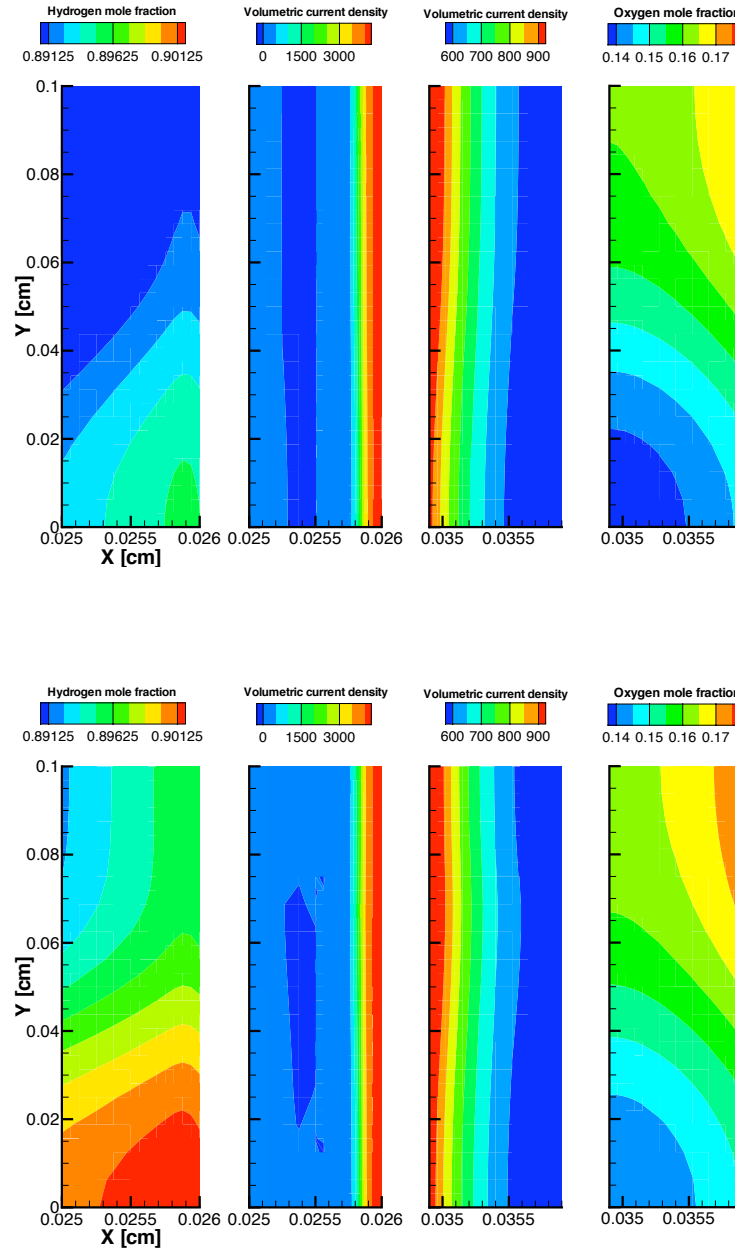 Hydrogen mole fraction
0.89125 0.89625 0.90125
Volumetric current density
0 1500 3000
Volumetric current density
600 700 800 900
Oxygen mole fraction
0.14 0.15 0.16 0.17
0.1
0.08
0.06
0.04
0.02
0
Y [cm]
0.025 0.0255 0.026
X [cm]
0.025 0.0255 0.026
0.035 0.0355
0.035 0.0355
Hydrogen mole fraction
0.89125 0.89625 0.90125
Volumetric current density
0 1500 3000
Volumetric current density
600 700 800 900
Oxygen mole fraction
0.14 0.15 0.16 0.17
0.1
0.08
0.06
0.04
0.02
0
Y [cm]
0.025 0.0255 0.026
X [cm]
0.025 0.0255 0.026
0.035 0.0355
0.035 0.0355